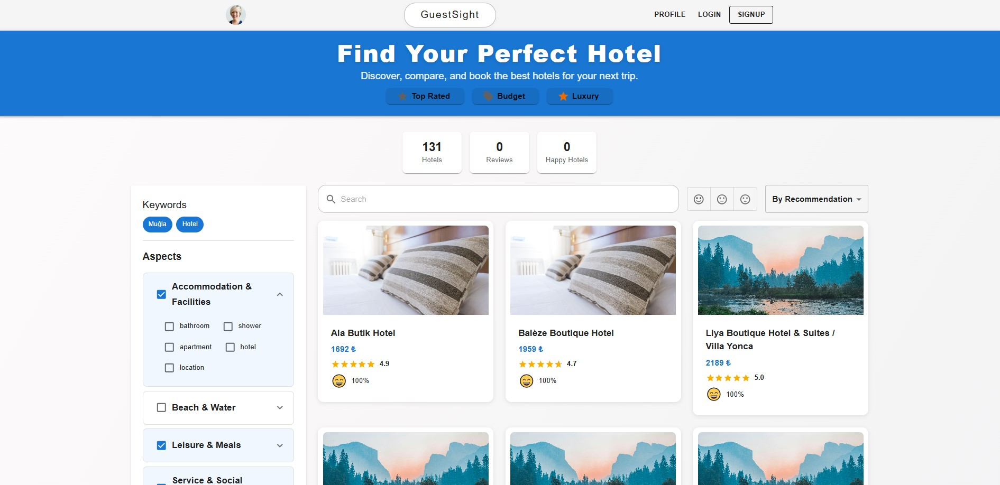 GuestSight
PROFILE
LOGIN
SIGNUP
Find Your Perfect Hotel
Discover, compare, and book the best hotels for your next trip.
Top Rated
Budget
Luxury
131
Hotels
0
Reviews
0
Happy Hotels
Keywords
Muğla
Hotel
Aspects
Accommodation &
Facilities
bathroom
shower
apartment
hotel
location
Beach & Water
Leisure & Meals
Service & Social
Search
By Recommendation
Ala Butik Hotel
1692 ₺
4.9
100%
Balèze Boutique Hotel
1959 ₺
4.7
100%
Liya Boutique Hotel & Suites /
Villa Yonca
2189 ₺
5.0
100%